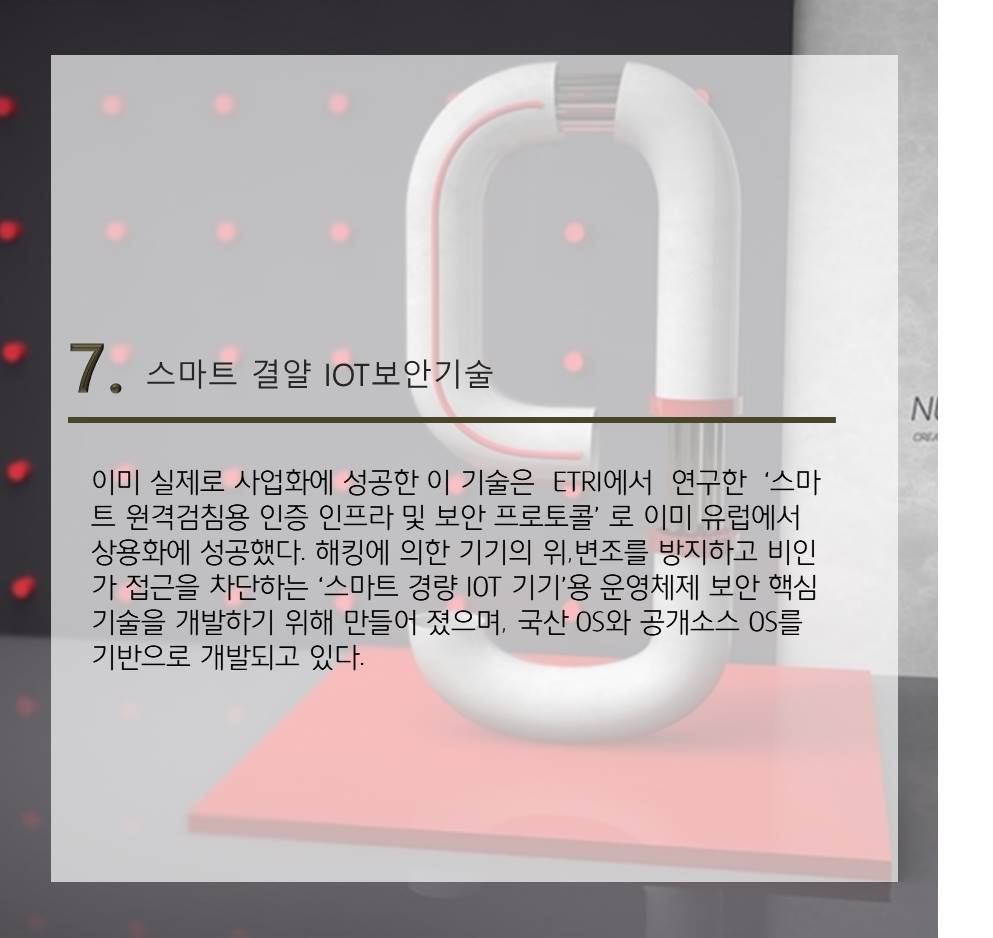 7. 스마트 결얄 IOT보안기술
이미 실제로 사업화에 성공한 이 기술은 ETRI에서 연구한 ‘스마
트 원격검침용 인증 인프라 및 보안 프로토콜’ 로 이미 유럽에서
상용화에 성공했다. 해킹에 의한 기기의 위,변조를 방지하고 비인
가 접근을 차단하는 ‘스마트 경량 IOT 기기’용 운영체제 보안 핵심
기술을 개발하기 위해 만들어 졌으며, 국산 OS와 공개소스 OS를
기반으로 개발되고 있다.